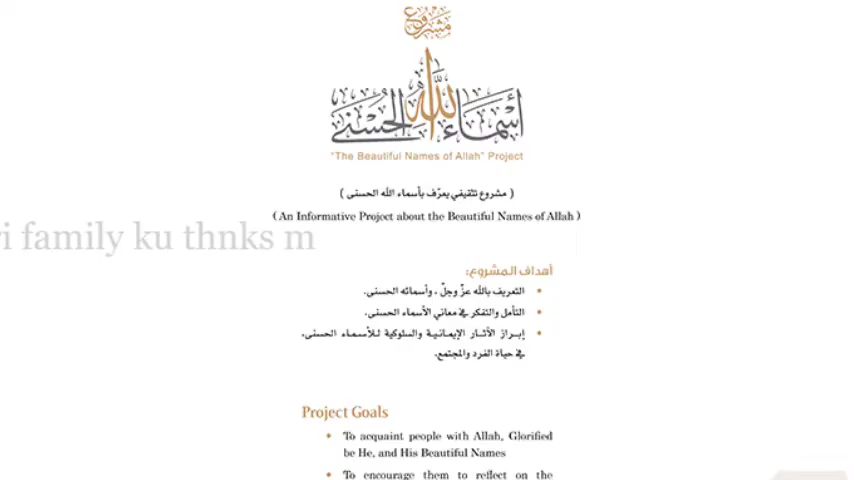 مشروع
أسماء الله الحسنى
"The Beautiful Names of Allah" Project
( مشروع تثقيفي يعرّف بأسماء الله الحسنى )
( An Informative Project about the Beautiful Names of Allah )
ri family ku thnks m
أهداف المشروع:
• التعريف بالله عزّ وجلّ ، وأسمائه الحسنى.
• التأمل والتفكر في معاني الأسماء الحسنى.
• إبراز الآثار الإيمانية والسلوكية للأسماء الحسنى،
في حياة الفرد والمجتمع.
Project Goals
• To acquaint people with Allah, Glorified
be He, and His Beautiful Names
• To encourage them to reflect on the